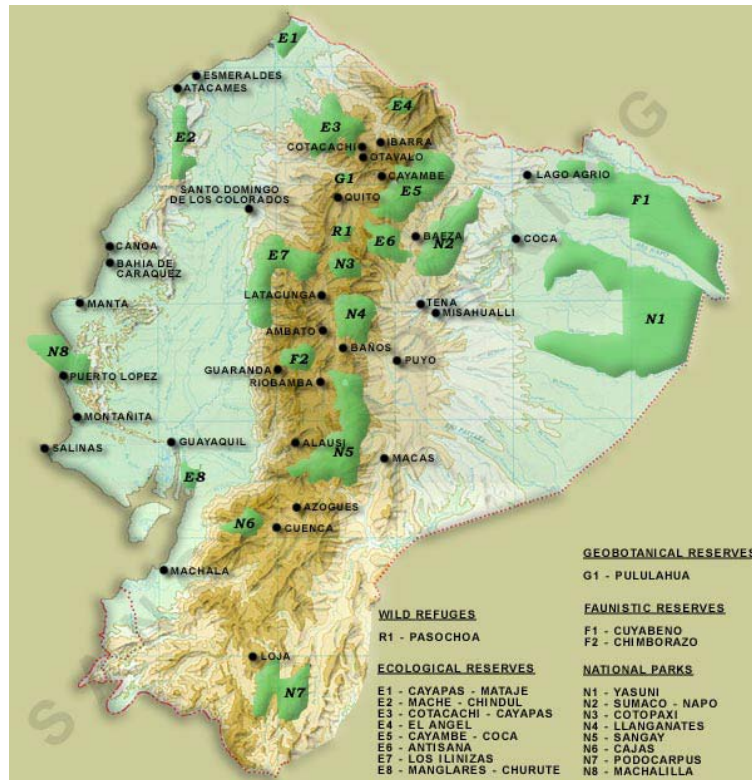 E1
ESMERALDES
ATACAMES
E4
E3
E2
IBARRA
COTACACHI
OTAVALO
G1
CAYAMBE
LAGO AGRIO
SANTO DOMINGO
DE LOS COLORADOS
E5
QUITO
F1
R1
E6
BAEZA
N2
COCA
CANOA
E7
BAHIA DE
CARAQUEZ
N3
LATACUNGA
MANTA
TENA
MISAHUALLI
N4
N1
AMBATO
N8
BAÑOS
F2
PUYO
GUARANDA
PUERTO LOPEZ
RIOBAMBA
MONTAÑITA
SALINAS
GUAYAQUIL
ALAUSI
N5
MACAS
E8
AZOGUES
N6
CUENCA
MACHALA
LOJA
N7
WILD REFUGES
R1 - PASOCHOA
ECOLOGICAL RESERVES
E1 - CAYAPAS - MATAJE
E2 - MACHE - CHINDUL
E3 - COTACACHI - CAYAPAS
E4 - EL ANGEL
E5 - CAYAMBE - COCA
E6 - ANTISANA
E7 - LOS ILINIZAS
E8 - MANGLARES - CHURUTE
GEOBOTANICAL RESERVES
G1 - PULULAHUA
FAUNISTIC RESERVES
F1 - CUYABENO
F2 - CHIMBORAZO
NATIONAL PARKS
N1 - YASUNI
N2 - SUMACO - NAPO
N3 - COTOPAXI
N4 - LLANGANATES
N5 - SANGAY
N6 - CAJAS
N7 - PODOCARPUS
N8 - MACHALILLA